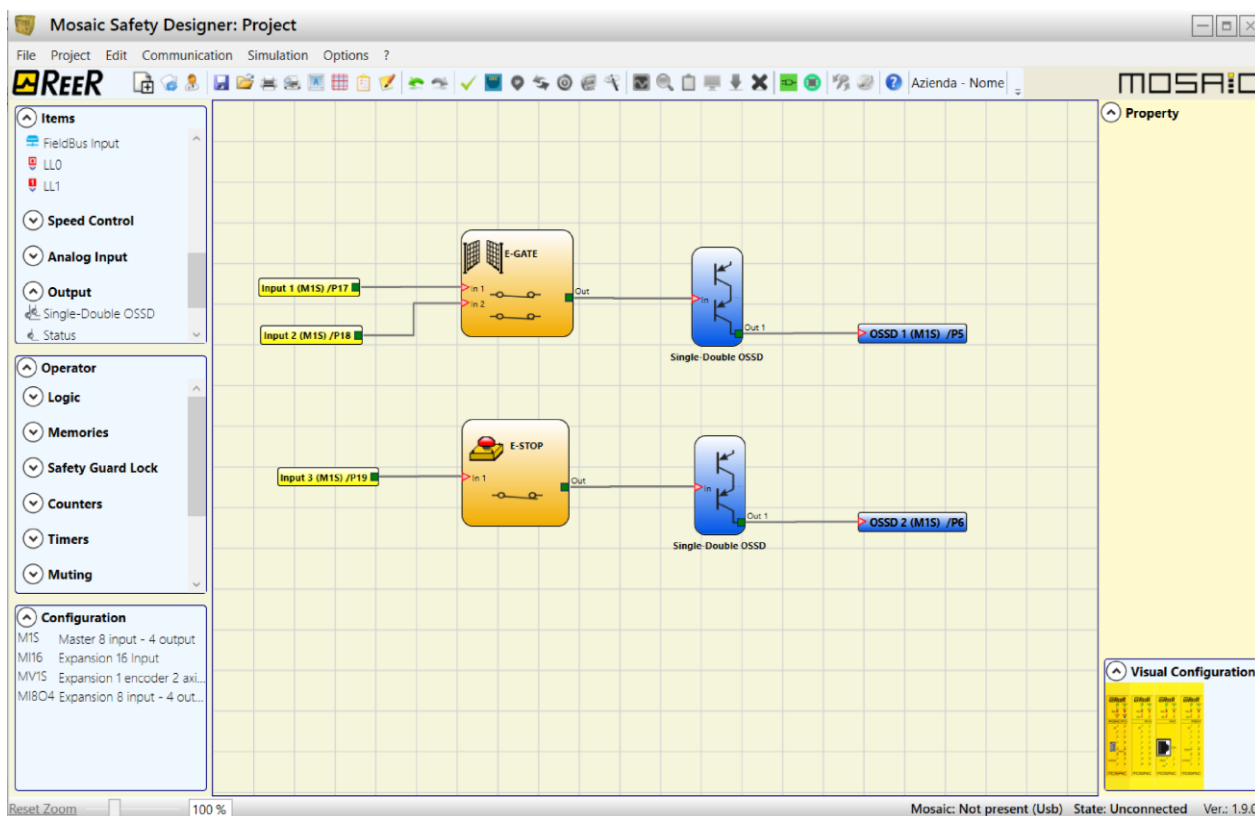 Mosaic Safety Designer: Project
File Project Edit Communication Simulation Options ?
REER
Azienda - Nome
MOSAIC
Items
FieldBus Input
LL0
LL1
Speed Control
Analog Input
Output
Single-Double OSSD
Status
Operator
Logic
Memories
Safety Guard Lock
Counters
Timers
Muting
Configuration
M1S Master 8 input - 4 output
MI16 Expansion 16 Input
MV1S Expansion 1 encoder 2 axi...
MI8O4 Expansion 8 input - 4 out...
E-GATE
Input 1 (M1S) /P17
In 1
Out
In 2
In
Input 2 (M1S) /P18
Out 1
OSSD 1 (M1S) /P5
Single-Double OSSD
E-STOP
Input 3 (M1S) /P19
In 1
Out
In
Out 1
OSSD 2 (M1S) /P6
Single-Double OSSD
Property
Visual Configuration
Reset Zoom
100 %
Mosaic: Not present (Usb) State: Unconnected Ver.: 1.9.0